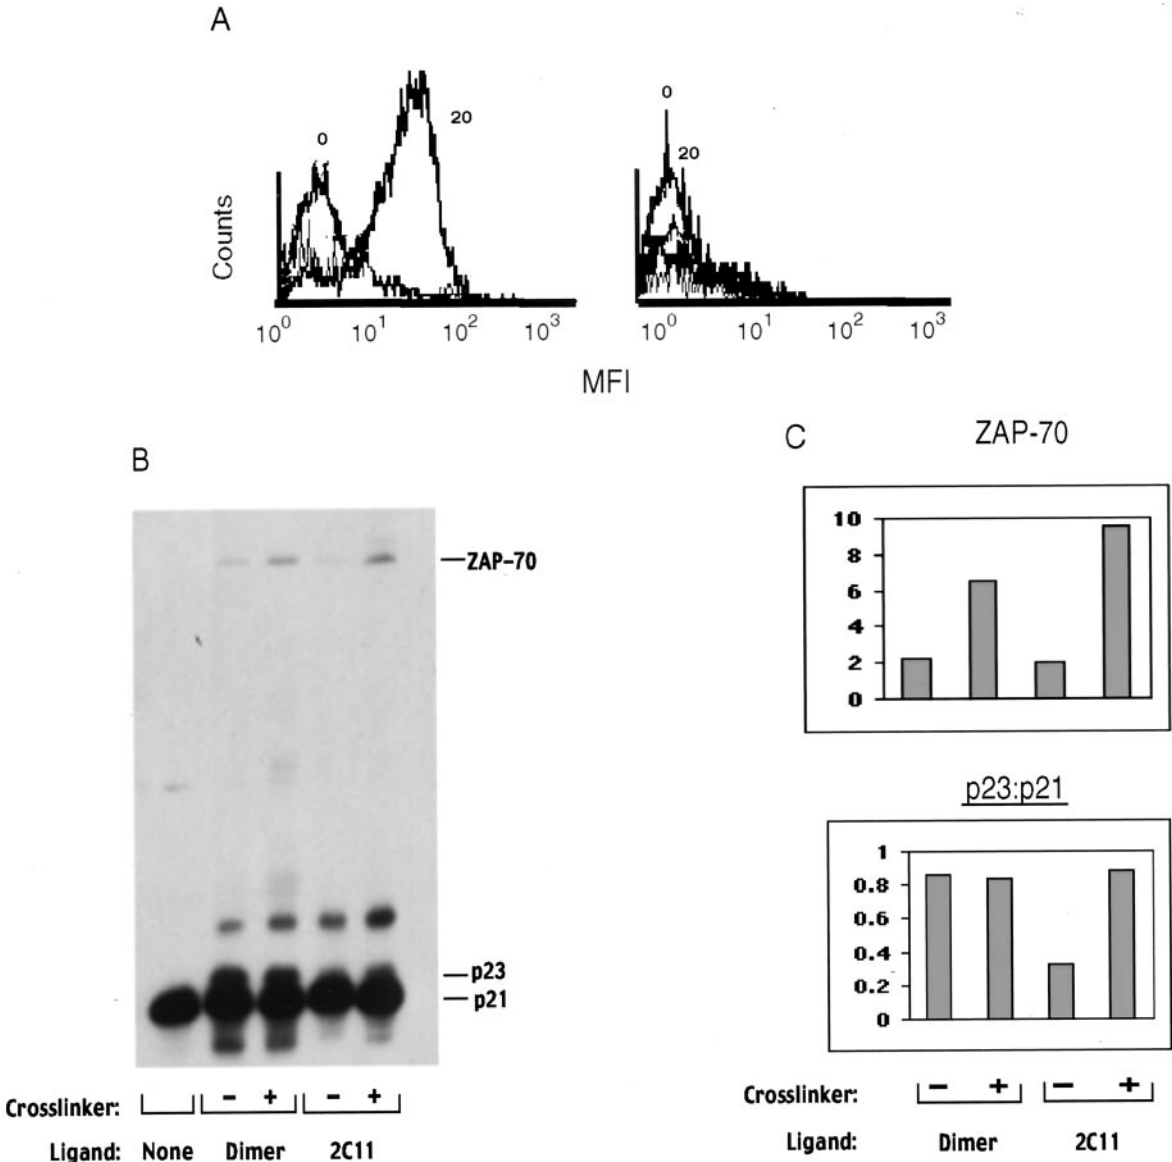 A
0
20
0
20
Counts
10^0 10^1 10^2 10^3
10^0 10^1 10^2 10^3
MFI
B
ZAP-70
p23
p21
Crosslinker: - + - +
Ligand: None Dimer 2C11
C
ZAP-70
10
8
6
4
2
0
p23:p21
1
0.8
0.6
0.4
0.2
0
Crosslinker: - + - +
Ligand: Dimer 2C11